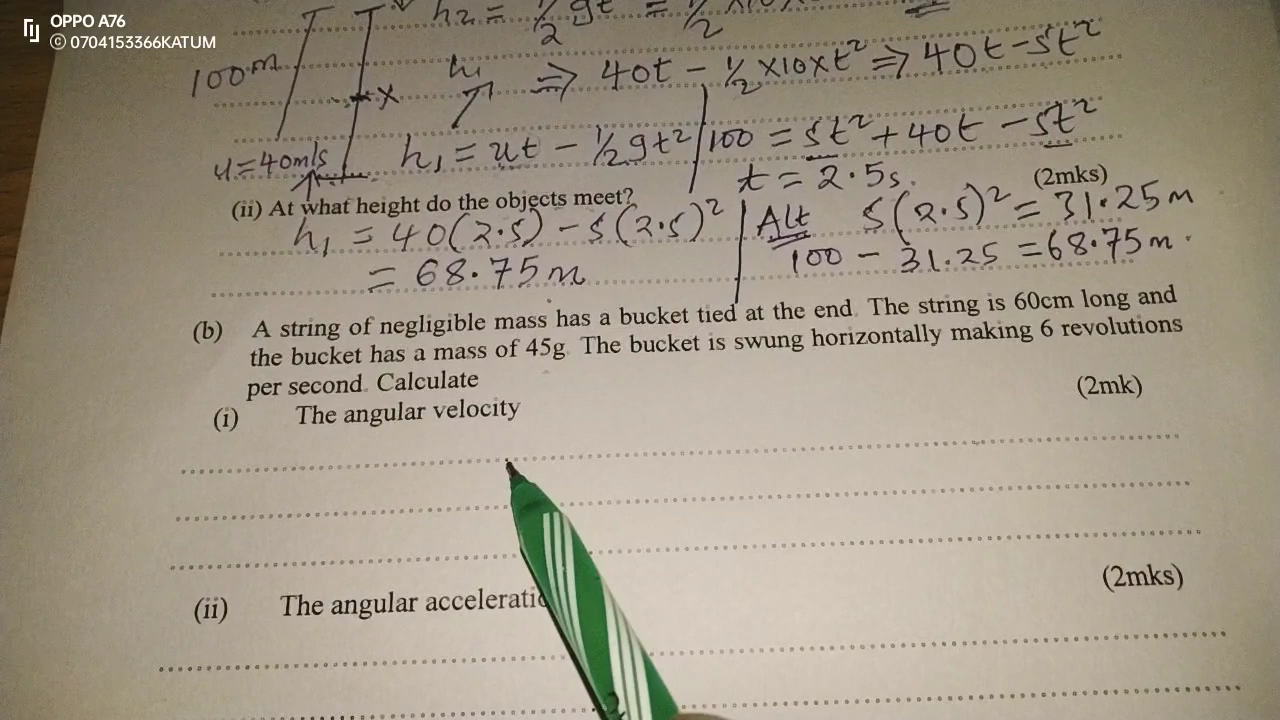 OPPO A76
© 0704153366KATUM
h2 = 1/2 gt = 1/2 x10x
100m
h1 ⇒ 40t - 1/2 x10xt² ⇒ 40t - 5t²
x
u=40m/s h1 = ut - 1/2gt² 100 = 5t² + 40t - 5t²
t = 2.5s.
(ii) At what height do the objects meet? (2mks)
h1 = 40(2.5) - 5(2.5)² Alt 5(2.5)² = 31.25m
= 68.75m 100 - 31.25 = 68.75m.
(b) A string of negligible mass has a bucket tied at the end. The string is 60cm long and
the bucket has a mass of 45g. The bucket is swung horizontally making 6 revolutions
per second. Calculate
(i) The angular velocity (2mk)
(ii) The angular (2mks)